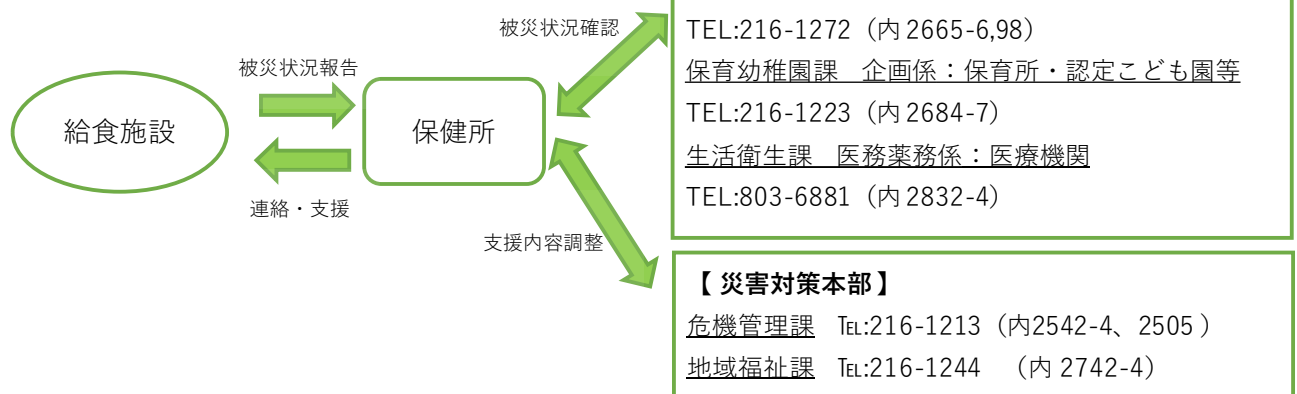 被災状況確認
被災状況報告
給食施設
保健所
連絡・支援
支援内容調整
TEL:216-1272（内 2665-6,98）
保育幼稚園課　企画係：保育所・認定こども園等
TEL:216-1223（内 2684-7）
生活衛生課　医務薬務係：医療機関
TEL:803-6881（内 2832-4）
【 災害対策本部】
危機管理課　℡:216-1213（内2542-4、2505 ）
地域福祉課　℡:216-1244　（内 2742-4）